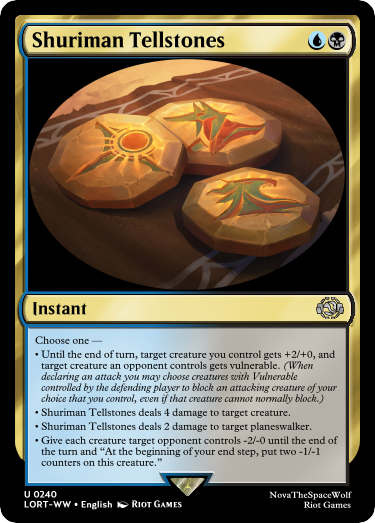 Shuriman Tellstones
Instant
Choose one —
• Until the end of turn, target creature you control gets +2/+0, and
target creature an opponent controls gets vulnerable. (When
declaring an attack you may choose creatures with Vulnerable
controlled by the defending player to block an attacking creature of your
choice that you control, even if that creature cannot normally block.)
• Shuriman Tellstones deals 4 damage to target creature.
• Shuriman Tellstones deals 2 damage to target planeswalker.
• Give each creature target opponent controls -2/-0 until the end of
the turn and “At the beginning of your end step, put two -1/-1
counters on this creature.”
U 0240
LORT-WW • English RIOT GAMES
NovaTheSpaceWolf
Riot Games